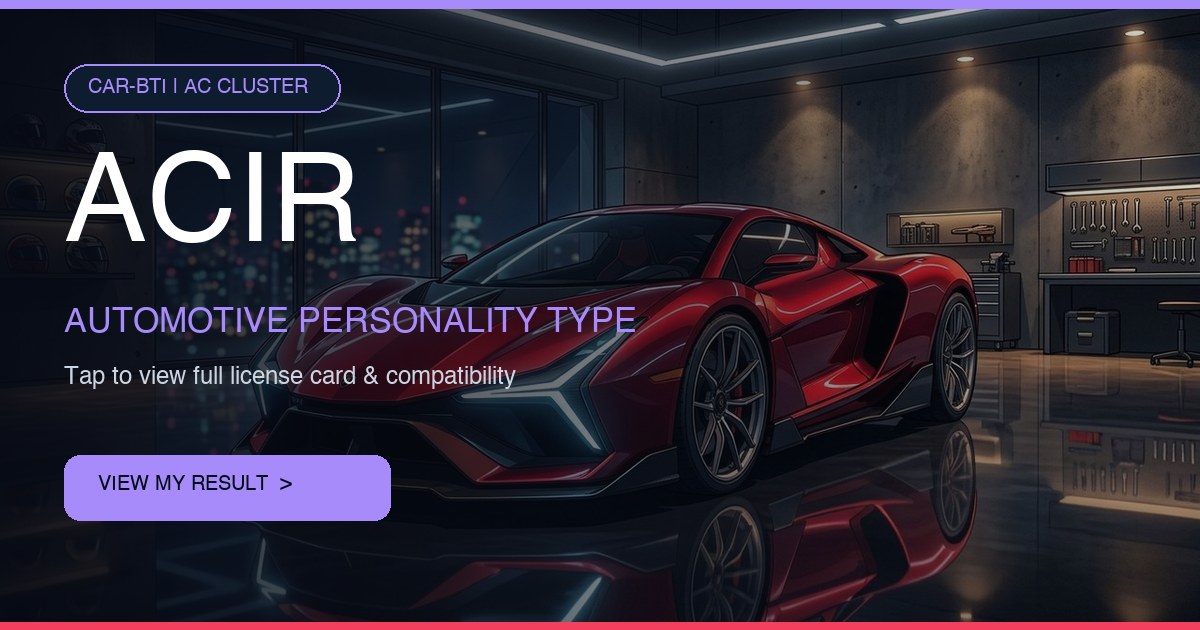 CAR-BTI | AC CLUSTER
ACIR
AUTOMOTIVE PERSONALITY TYPE
Tap to view full license card & compatibility
VIEW MY RESULT >